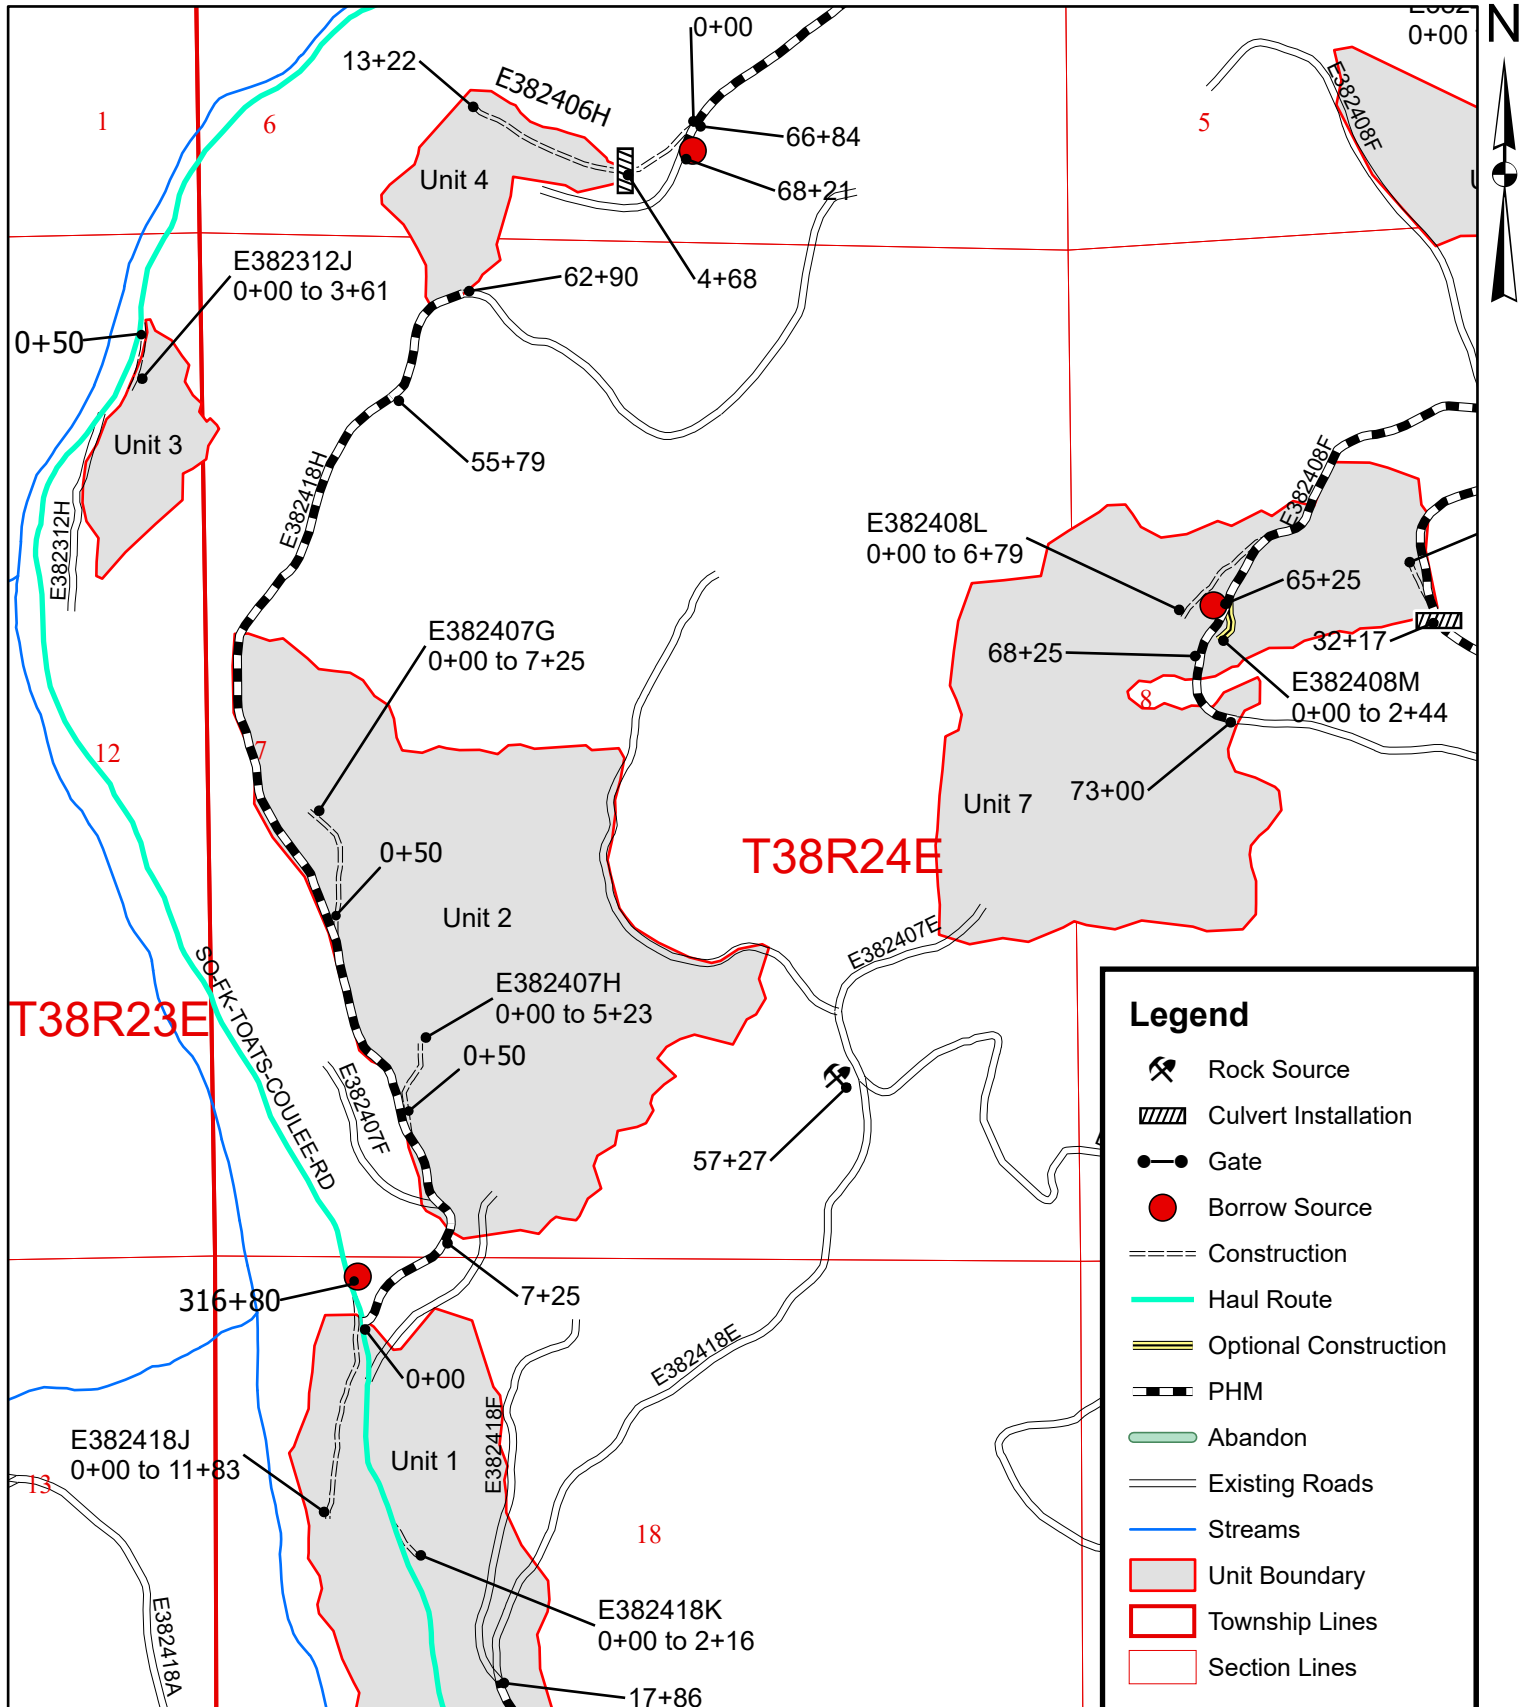 0+00
0+00
N
13+22
E382406H
E382408F
1
6
5
66+84
Unit 4
68+21
E382312J
0+00 to 3+61
62+90
4+68
0+50
Unit 3
55+79
E382418H
E382408F
E382312H
E382408L
0+00 to 6+79
65+25
32+17
68+25
E382407G
0+00 to 7+25
E382408M
0+00 to 2+44
8
12
7
73+00
Unit 7
0+50
T38R24E
Unit 2
E382407E
SO-FK-TOATS-COULEE-RD
E382407H
0+00 to 5+23
T38R23E
0+50
E382407F
57+27
7+25
316+80
0+00
E382418E
E382418F
E382418J
0+00 to 11+83
Unit 1
13
18
E382418K
0+00 to 2+16
E382418A
17+86
Legend
Rock Source
Culvert Installation
Gate
Borrow Source
Construction
Haul Route
Optional Construction
PHM
Abandon
Existing Roads
Streams
Unit Boundary
Township Lines
Section Lines